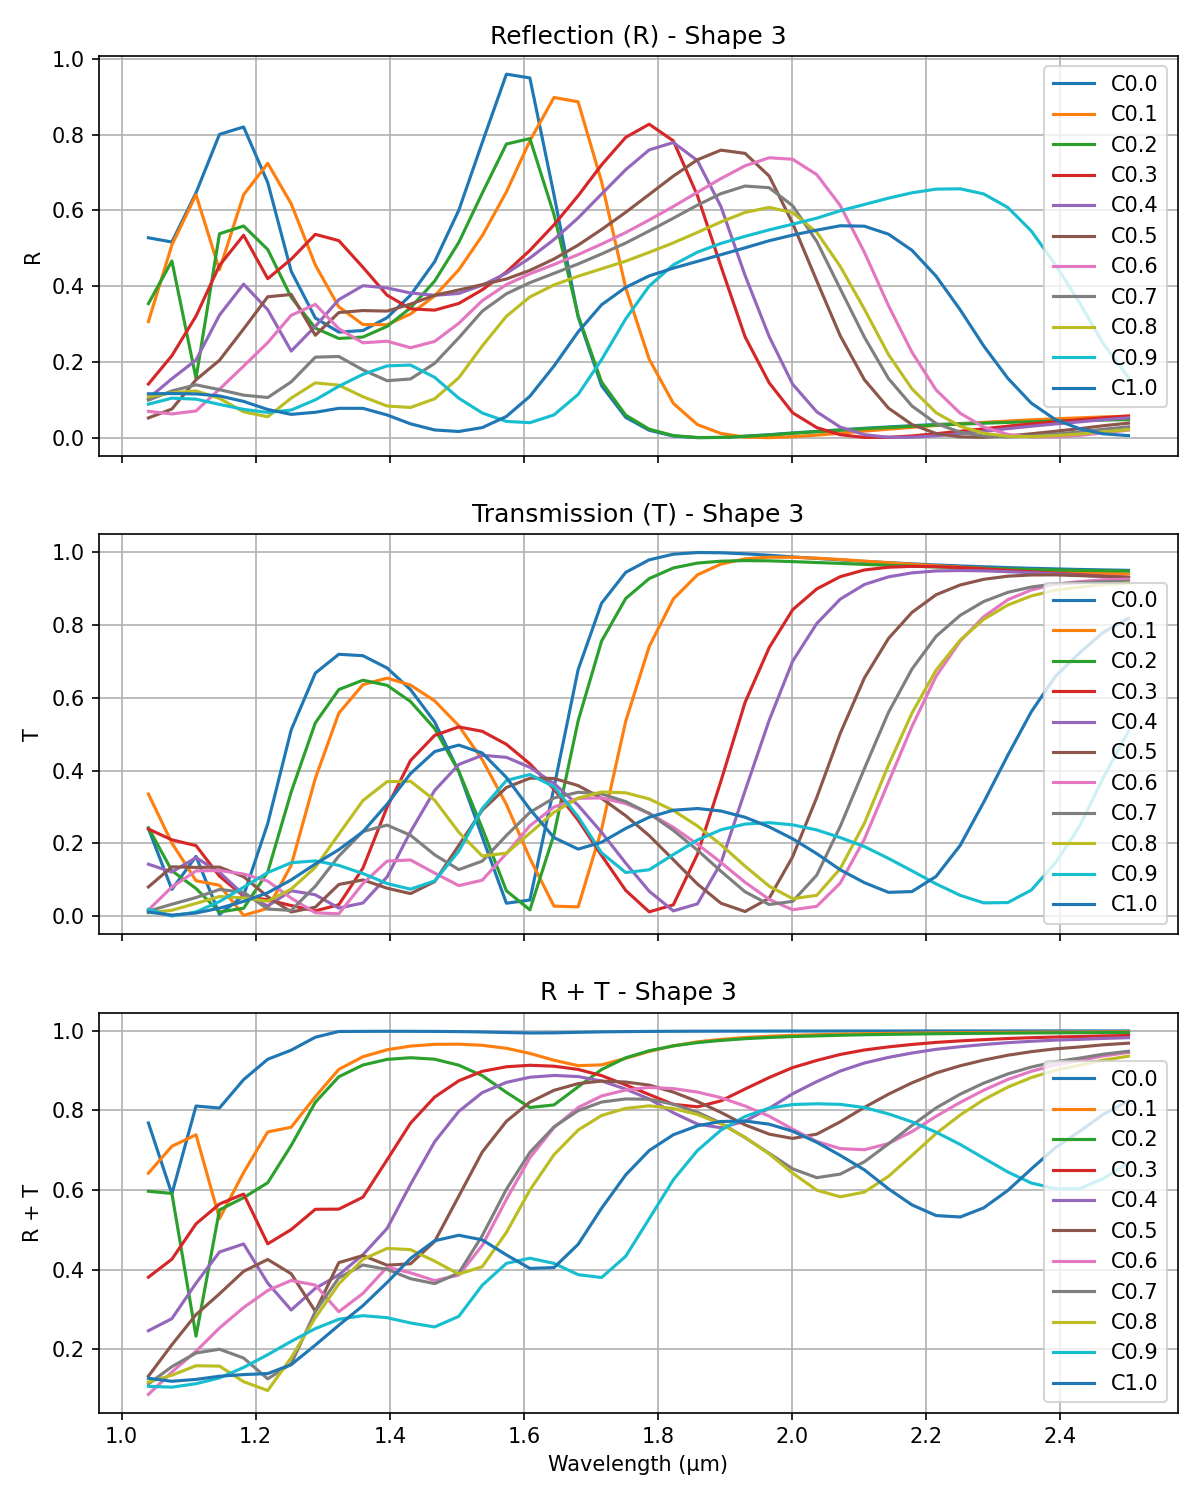 Reflection (R) - Shape 3
1.0
0.8
0.6
0.4
0.2
0.0
R
C0.0
C0.1
C0.2
C0.3
C0.4
C0.5
C0.6
C0.7
C0.8
C0.9
C1.0
Transmission (T) - Shape 3
1.0
0.8
0.6
0.4
0.2
0.0
T
C0.0
C0.1
C0.2
C0.3
C0.4
C0.5
C0.6
C0.7
C0.8
C0.9
C1.0
R + T - Shape 3
1.0
0.8
0.6
0.4
0.2
R + T
C0.0
C0.1
C0.2
C0.3
C0.4
C0.5
C0.6
C0.7
C0.8
C0.9
C1.0
1.0 1.2 1.4 1.6 1.8 2.0 2.2 2.4
Wavelength (μm)